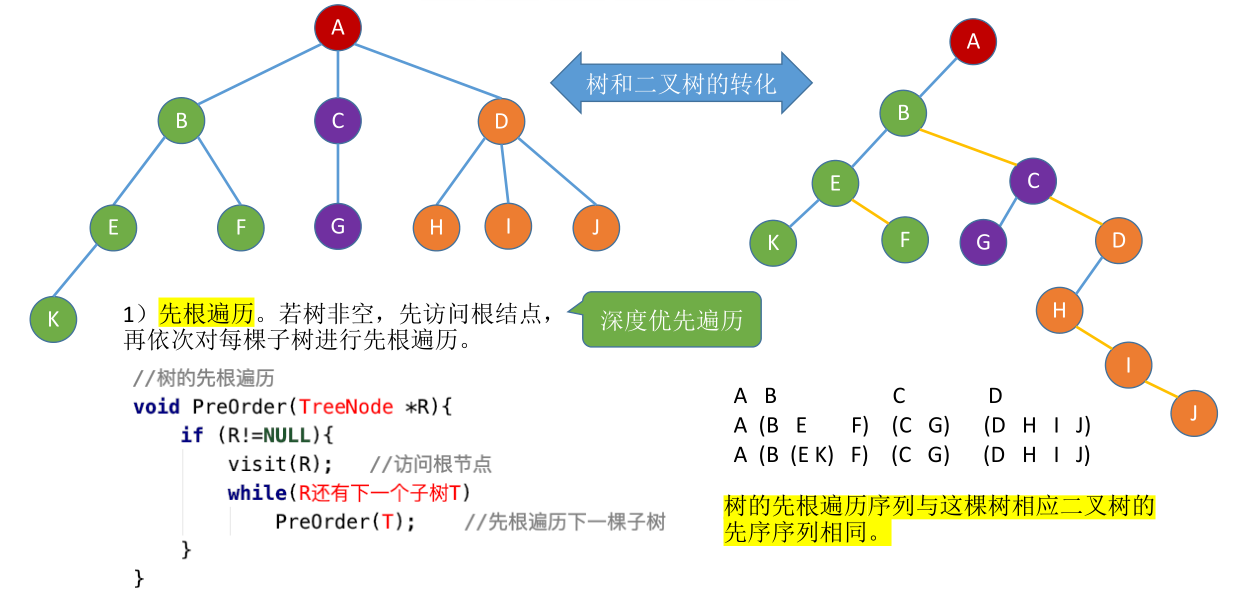 A
B
C
D
E
F
G
H
I
J
K
树和二叉树的转化
A
B
E
C
K
F
G
D
H
I
J
1）先根遍历。若树非空，先访问根结点，
再依次对每棵子树进行先根遍历。
深度优先遍历
//树的先根遍历
void PreOrder(TreeNode *R){
if (R!=NULL){
visit(R); //访问根节点
while(R还有下一个子树T)
PreOrder(T); //先根遍历下一棵子树
}
}
A B C D
A (B E F) (C G) (D H I J)
A (B (E K) F) (C G) (D H I J)
树的先根遍历序列与这棵树相应二叉树的
先序序列相同。